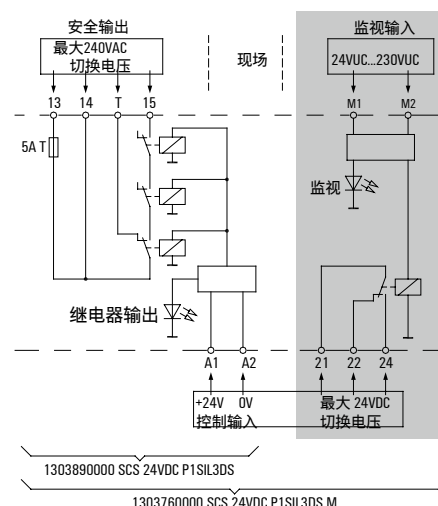 安全输出
监视输入
最大240VAC
切换电压
现场
24VUC...230VUC
13 14 T 15
M1 M2
5A T
监视
继电器输出
A1 A2 21 22 24
+24V 0V
控制输入
最大 24VDC
切换电压
1303890000 SCS 24VDC P1SIL3DS
1303760000 SCS 24VDC P1SIL3DS M